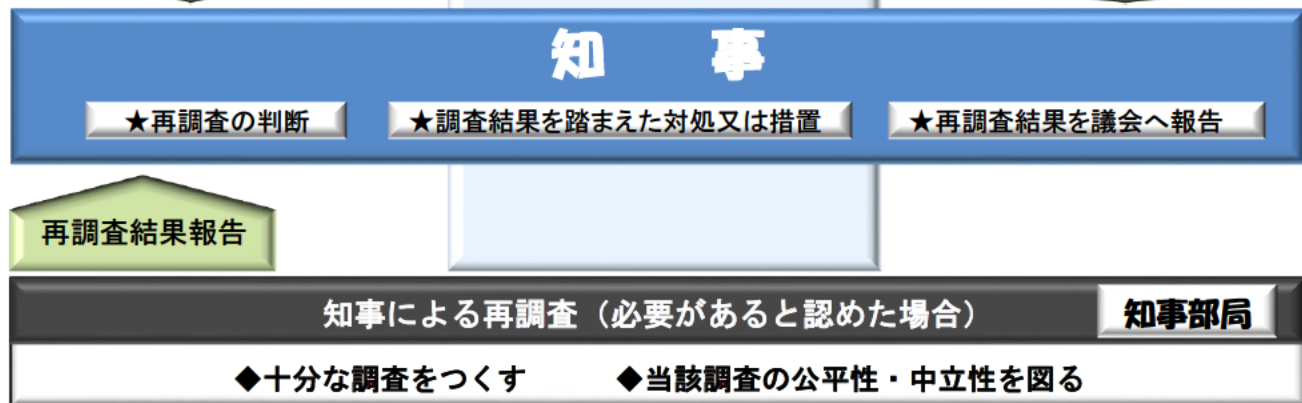 知 事
★再調査の判断 ★調査結果を踏まえた対処又は措置 ★再調査結果を議会へ報告
再調査結果報告
知事による再調査（必要があると認めた場合） 知事部局
◆十分な調査をつくす ◆当該調査の公平性・中立性を図る